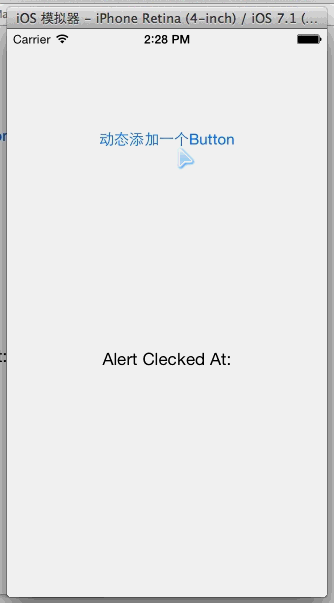 iOS 模拟器 - iPhone Retina (4-inch) / iOS 7.1 (...
Carrier 2:28 PM
动态添加一个Button
Alert Clecked At: